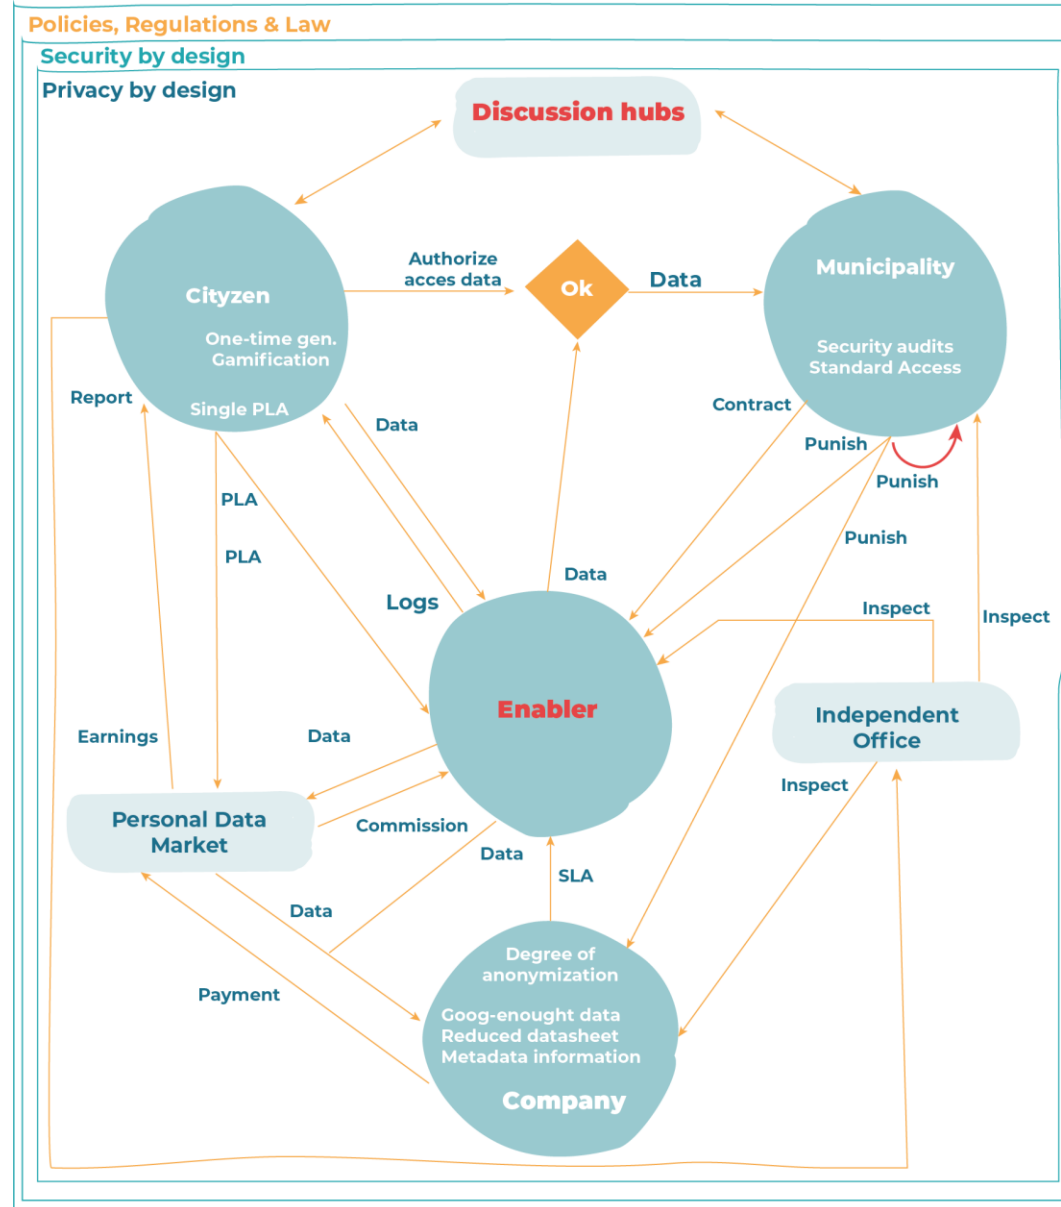 Policies, Regulations & Law
Security by design
Privacy by design
Discussion hubs
Cityzen
One-time gen.
Gamification
Single PLA
Authorize
acces data
Ok
Data
Municipality
Security audits
Standard Access
Report
Data
Contract
Punish
Punish
Punish
PLA
PLA
Logs
Data
Inspect
Inspect
Enabler
Independent
Office
Earnings
Data
Inspect
Personal Data
Market
Commission
Data
SLA
Data
Payment
Degree of
anonymization
Goog-enought data
Reduced datasheet
Metadata information
Company